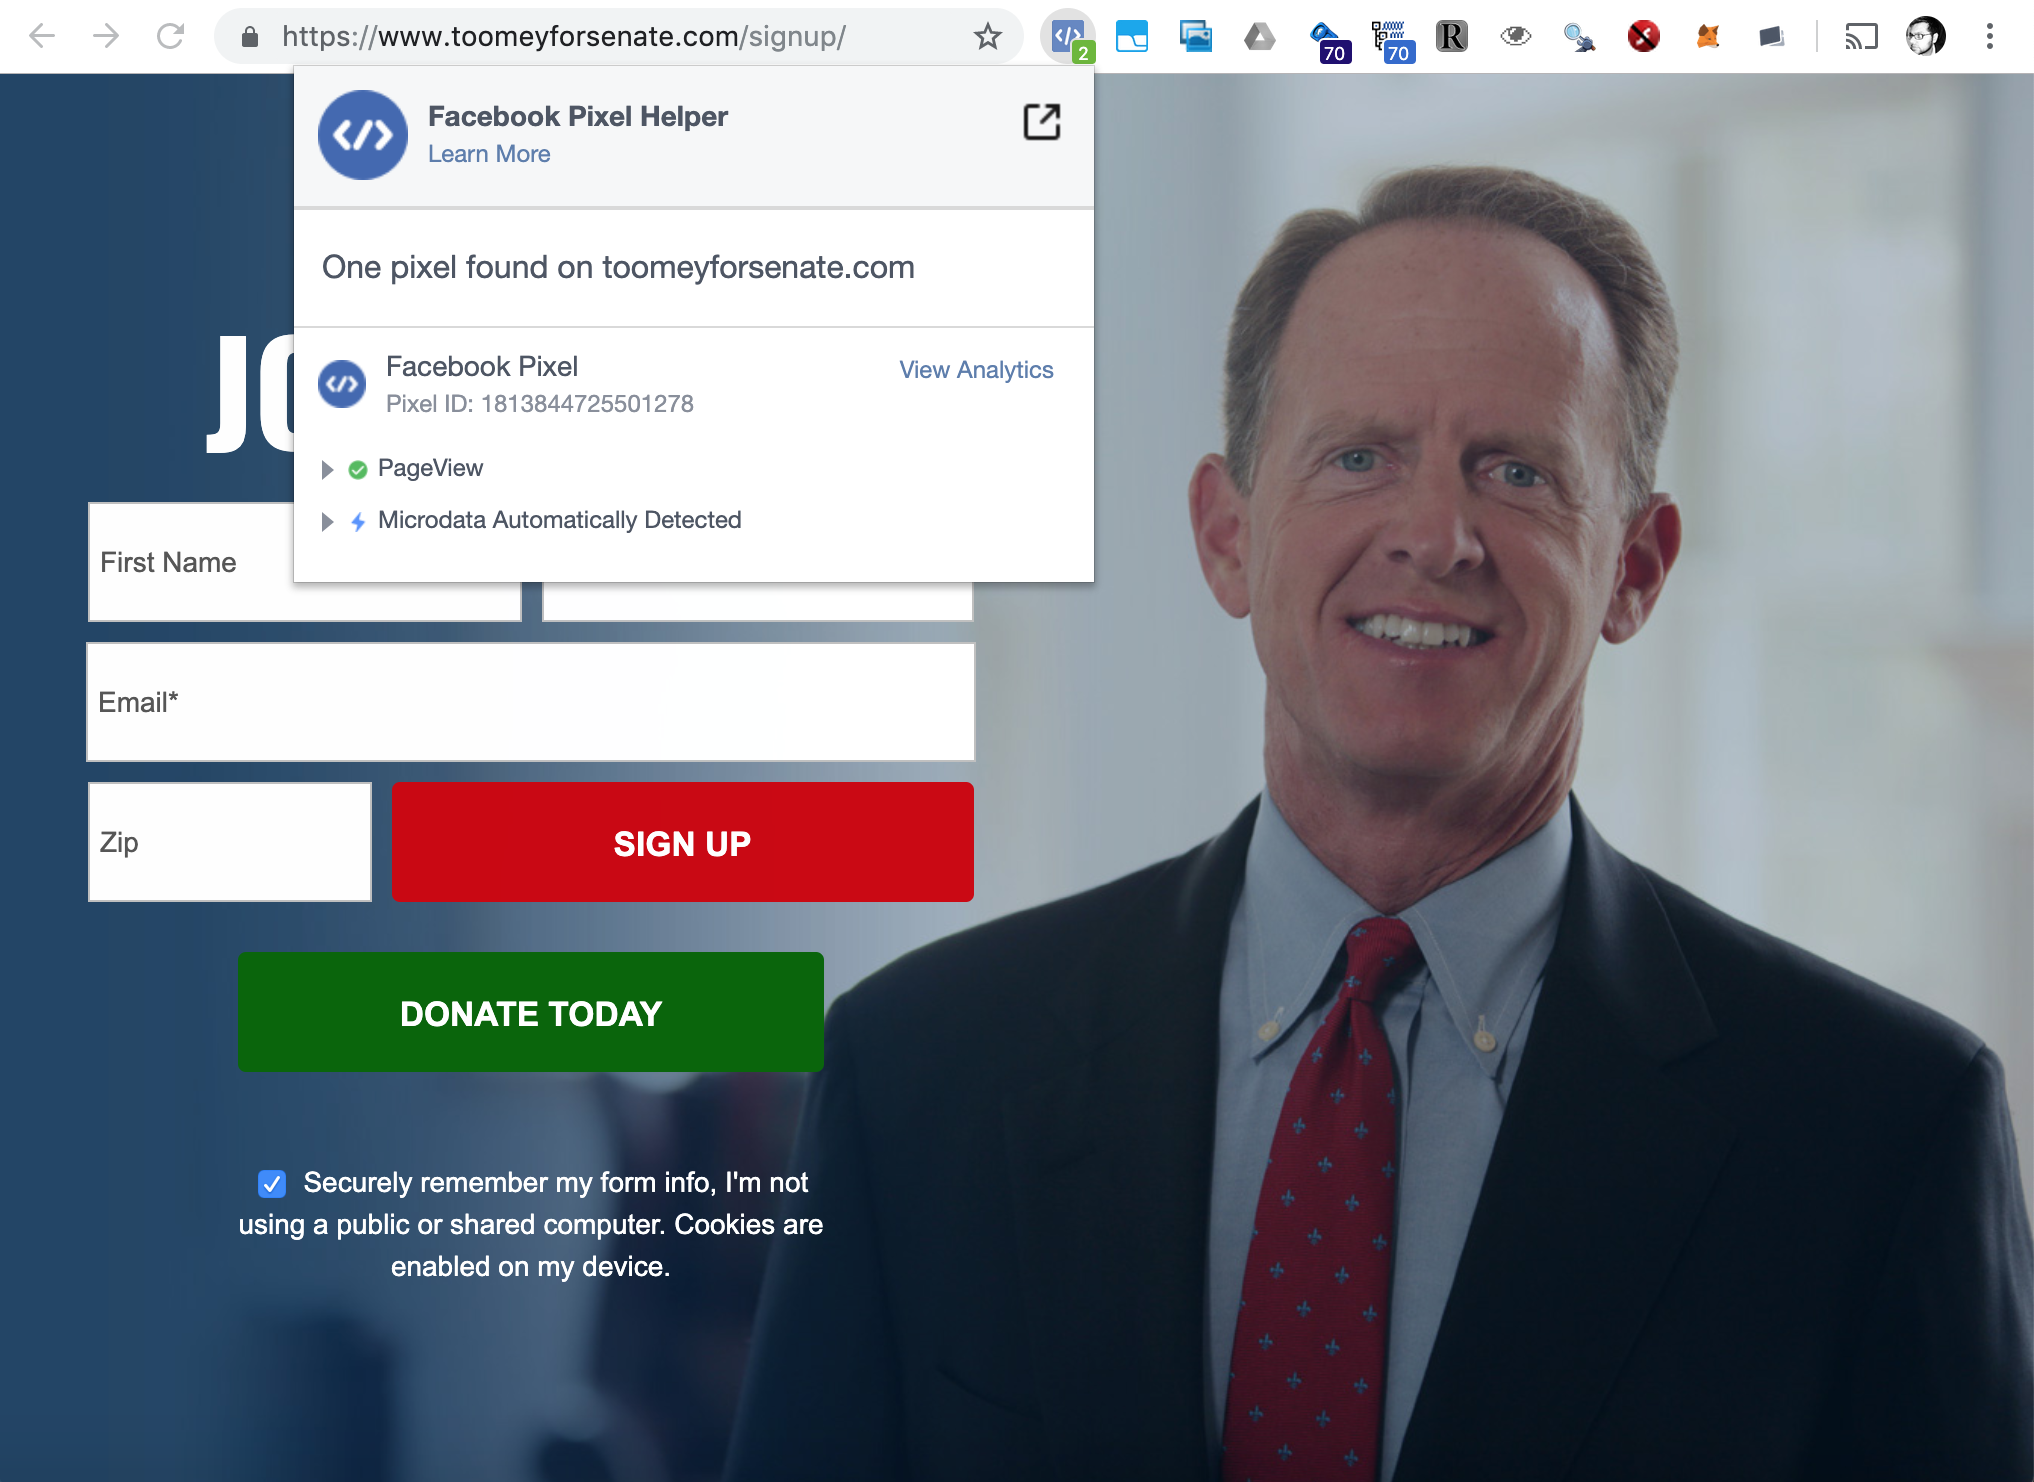 https://www.toomeyforsenate.com/signup/
2
70
70
R
Facebook Pixel Helper
Learn More
One pixel found on toomeyforsenate.com
Facebook Pixel
View Analytics
Pixel ID: 1813844725501278
PageView
Microdata Automatically Detected
First Name
Email*
Zip
SIGN UP
DONATE TODAY
Securely remember my form info, I'm not
using a public or shared computer. Cookies are
enabled on my device.